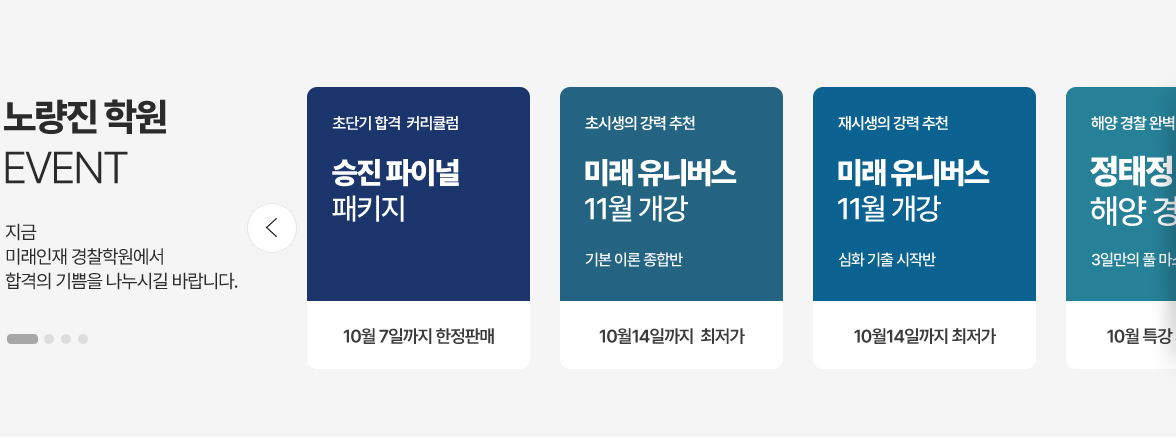 노량진 학원
EVENT
지금
미래인재 경찰학원에서
합격의 기쁨을 나누시길 바랍니다.
초단기 합격 커리큘럼
승진 파이널
패키지
10월 7일까지 한정판매
초시생의 강력 추천
미래 유니버스
11월 개강
기본 이론 종합반
10월14일까지 최저가
재시생의 강력 추천
미래 유니버스
11월 개강
심화 기출 시작반
10월14일까지 최저가
해양 경찰 완벽
정태정
해양 경
3일만의 풀 마스
10월 특강